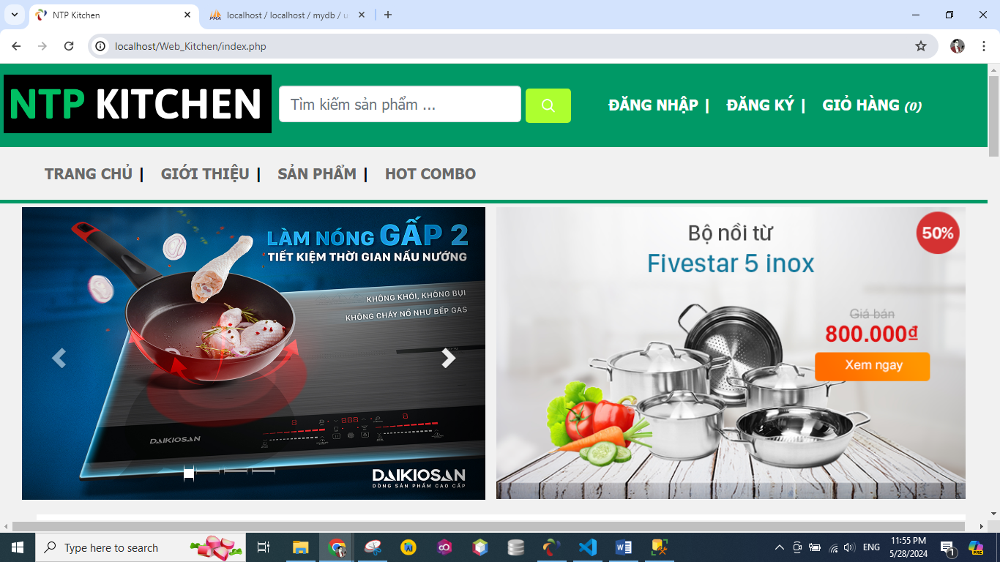 NTP Kitchen
localhost / localhost / mydb / u
localhost/Web_Kitchen/index.php
NTP KITCHEN
Tìm kiếm sản phẩm ...
ĐĂNG NHẬP | ĐĂNG KÝ | GIỎ HÀNG (0)
TRANG CHỦ | GIỚI THIỆU | SẢN PHẨM | HOT COMBO
LÀM NÓNG GẤP 2
TIẾT KIỆM THỜI GIAN NẤU NƯỚNG
KHÔNG KHÓI, KHÔNG BỤI
KHÔNG CHÁY NỔ NHƯ BẾP GAS
DAIKIOSAN
DAIKIOSAN
DÒNG SẢN PHẨM CAO CẤP
Bộ nồi từ
Fivestar 5 inox
50%
Giá bán
800.000₫
Xem ngay
Type here to search
ENG
11:55 PM
5/28/2024
1
PRE